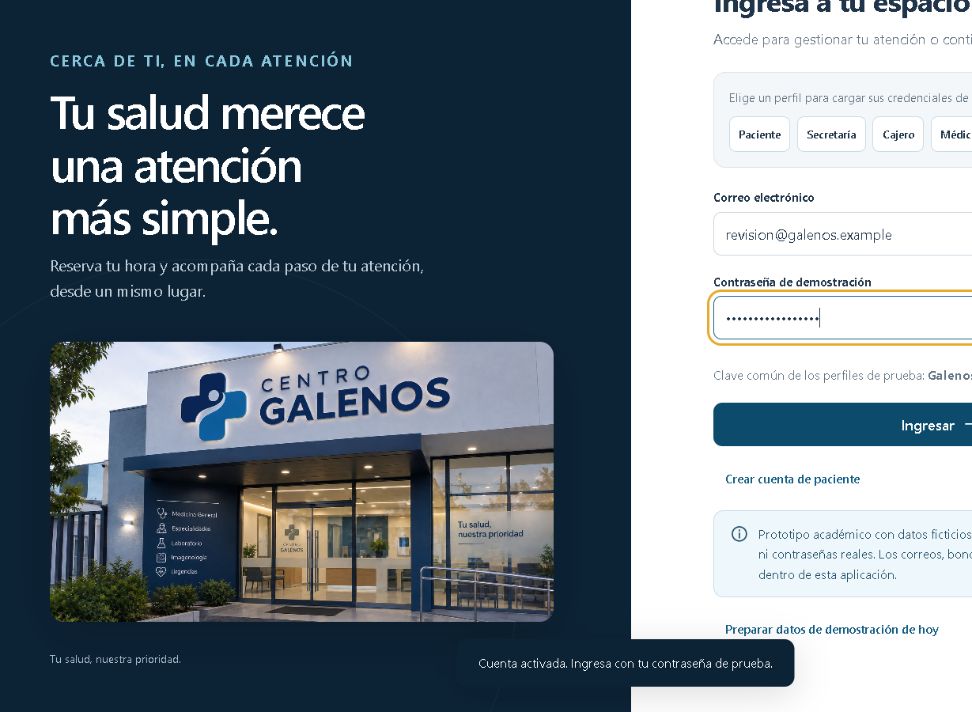 CERCA DE TI, EN CADA ATENCIÓN
Tu salud merece
una atención
más simple.
Reserva tu hora y acompaña cada paso de tu atención,
desde un mismo lugar.
CENTRO
GALENOS
Medicina General
Especialidades
Laboratorio
Imagenología
Urgencias
CENTRO
GALENOS
Tu salud,
nuestra prioridad
Tu salud, nuestra prioridad.
Ingresa a tu espacio
Accede para gestionar tu atención o conti
Elige un perfil para cargar sus credenciales de
Paciente Secretaría Cajero Médic
Correo electrónico
revision@galenos.example
Contraseña de demostración
Clave común de los perfiles de prueba: Galenos
Ingresar →
Crear cuenta de paciente
Prototipo académico con datos ficticios
ni contraseñas reales. Los correos, bono
dentro de esta aplicación.
Preparar datos de demostración de hoy
Cuenta activada. Ingresa con tu contraseña de prueba.